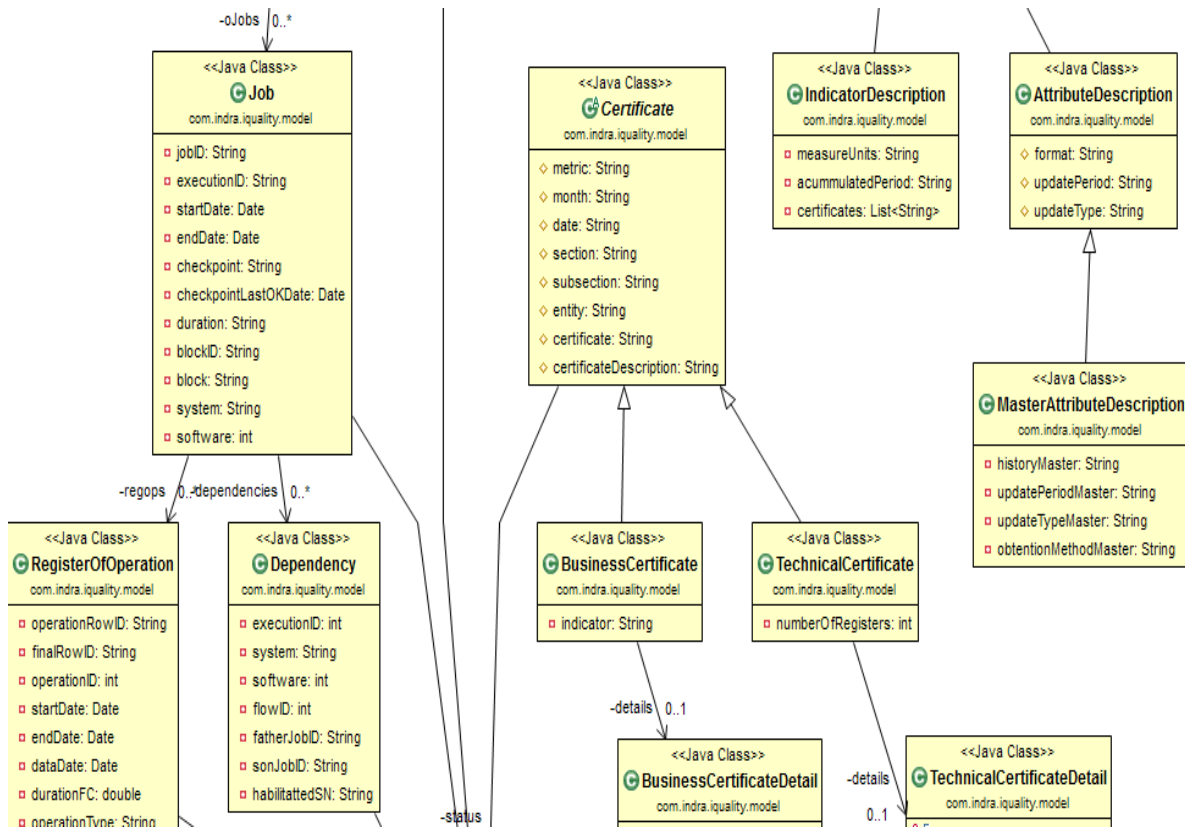 -oJobs 0..*
<<Java Class>>
Job
com.indra.iquality.model
jobID: String
executionID: String
startDate: Date
endDate: Date
checkpoint: String
checkpointLastOKDate: Date
duration: String
blockID: String
block: String
system: String
software: int
<<Java Class>>
Certificate
com.indra.iquality.model
metric: String
month: String
date: String
section: String
subsection: String
entity: String
certificate: String
certificateDescription: String
<<Java Class>>
IndicatorDescription
com.indra.iquality.model
measureUnits: String
acummulatedPeriod: String
certificates: List<String>
<<Java Class>>
AttributeDescription
com.indra.iquality.model
format: String
updatePeriod: String
updateType: String
<<Java Class>>
MasterAttributeDescription
com.indra.iquality.model
historyMaster: String
updatePeriodMaster: String
updateTypeMaster: String
obtentionMethodMaster: String
-regops 0..*
-dependencies 0..*
<<Java Class>>
RegisterOfOperation
com.indra.iquality.model
operationRowID: String
finalRowID: String
operationID: int
startDate: Date
endDate: Date
dataDate: Date
durationFC: double
operationType: String
<<Java Class>>
Dependency
com.indra.iquality.model
executionID: int
system: String
software: int
flowID: int
fatherJobID: String
sonJobID: String
habilitattedSN: String
-status
<<Java Class>>
BusinessCertificate
com.indra.iquality.model
indicator: String
<<Java Class>>
TechnicalCertificate
com.indra.iquality.model
numberOfRegisters: int
-details 0..1
<<Java Class>>
BusinessCertificateDetail
com.indra.iquality.model
-details
0..1
<<Java Class>>
TechnicalCertificateDetail
com.indra.iquality.model